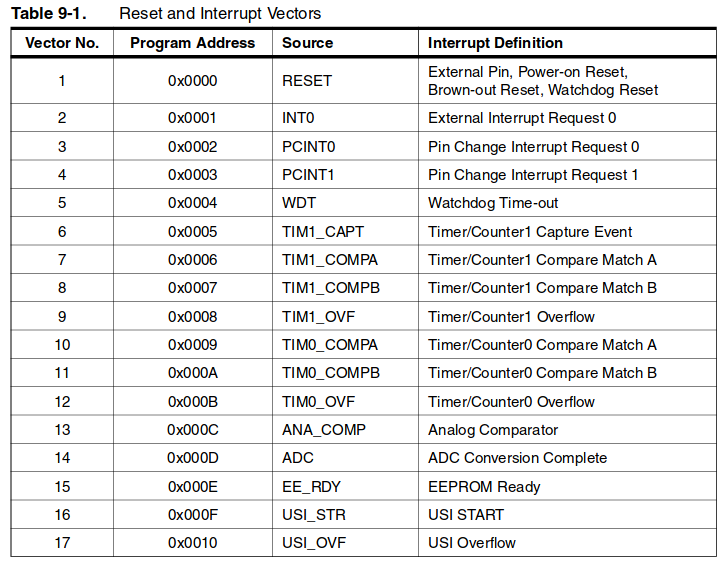 Table 9-1. Reset and Interrupt Vectors
Vector No. Program Address Source Interrupt Definition
1 0x0000 RESET External Pin, Power-on Reset,
Brown-out Reset, Watchdog Reset
2 0x0001 INT0 External Interrupt Request 0
3 0x0002 PCINT0 Pin Change Interrupt Request 0
4 0x0003 PCINT1 Pin Change Interrupt Request 1
5 0x0004 WDT Watchdog Time-out
6 0x0005 TIM1_CAPT Timer/Counter1 Capture Event
7 0x0006 TIM1_COMPA Timer/Counter1 Compare Match A
8 0x0007 TIM1_COMPB Timer/Counter1 Compare Match B
9 0x0008 TIM1_OVF Timer/Counter1 Overflow
10 0x0009 TIM0_COMPA Timer/Counter0 Compare Match A
11 0x000A TIM0_COMPB Timer/Counter0 Compare Match B
12 0x000B TIM0_OVF Timer/Counter0 Overflow
13 0x000C ANA_COMP Analog Comparator
14 0x000D ADC ADC Conversion Complete
15 0x000E EE_RDY EEPROM Ready
16 0x000F USI_STR USI START
17 0x0010 USI_OVF USI Overflow